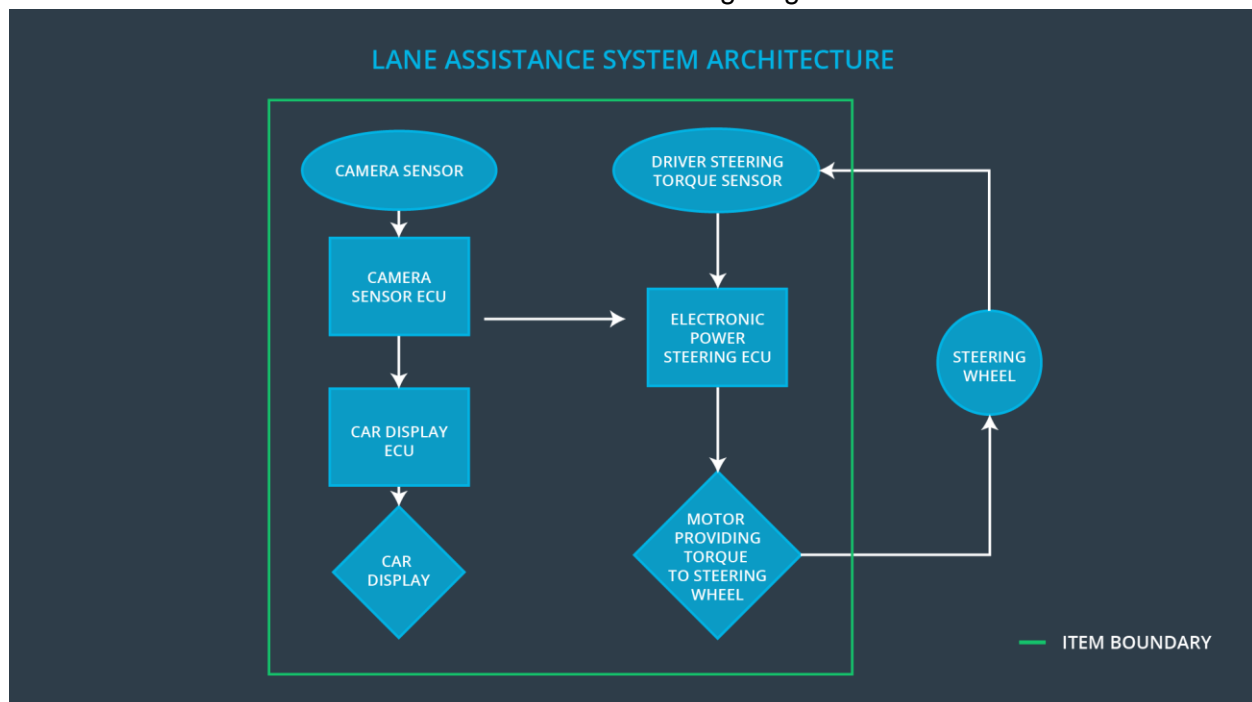 LANE ASSISTANCE SYSTEM ARCHITECTURE
CAMERA SENSOR
CAMERA
SENSOR ECU
CAR DISPLAY
ECU
CAR
DISPLAY
DRIVER STEERING
TORQUE SENSOR
ELECTRONIC
POWER
STEERING ECU
MOTOR
PROVIDING
TORQUE
TO STEERING
WHEEL
STEERING
WHEEL
ITEM BOUNDARY